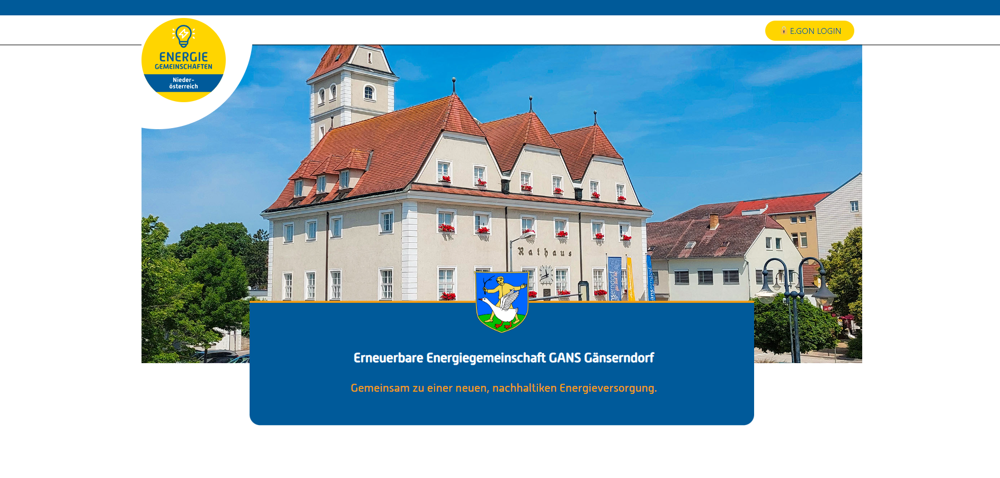 E.GON LOGIN
ENERGIE
GEMEINSCHAFTEN
Nieder-
österreich
Rathaus
Erneuerbare Energiegemeinschaft GANS Gänserndorf
Gemeinsam zu einer neuen, nachhaltiken Energieversorgung.